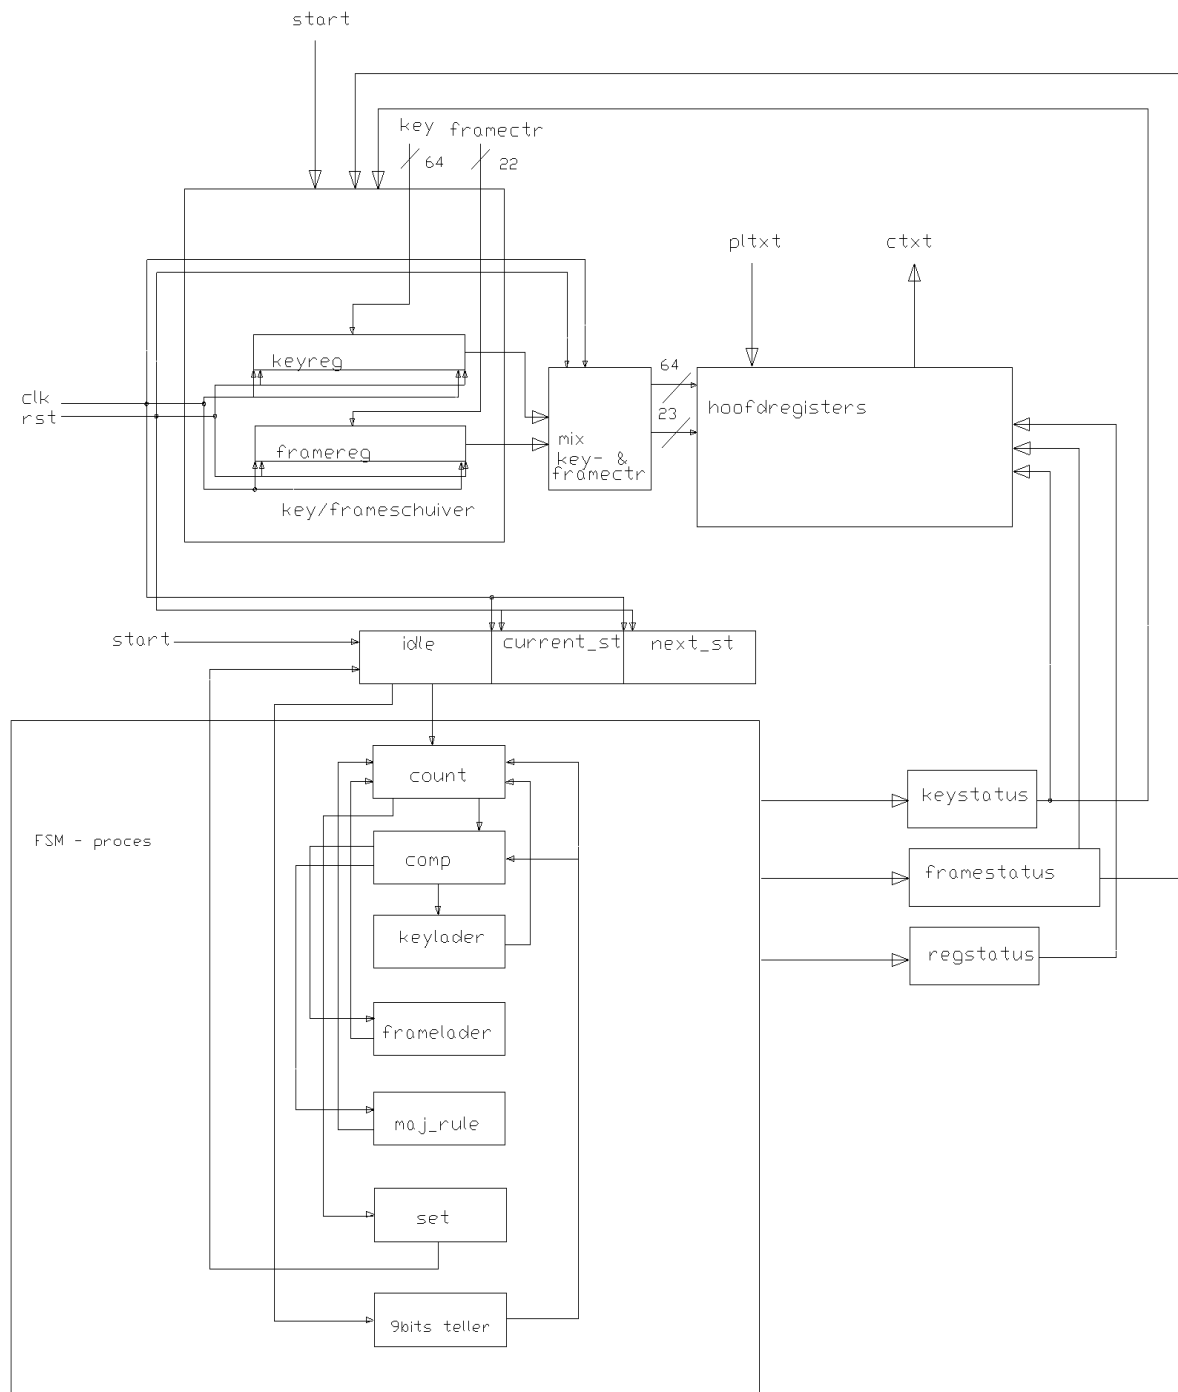 start
key framectr
64 22
pltxt ctxt
keyreg
64
clk
rst
23
hoofdregisters
framereg
mix
key- &
framectr
key/frameschuiver
start
idle current_st next_st
count
keystatus
FSM - proces
comp
framestatus
keylader
regstatus
framelader
maj_rule
set
9bits teller